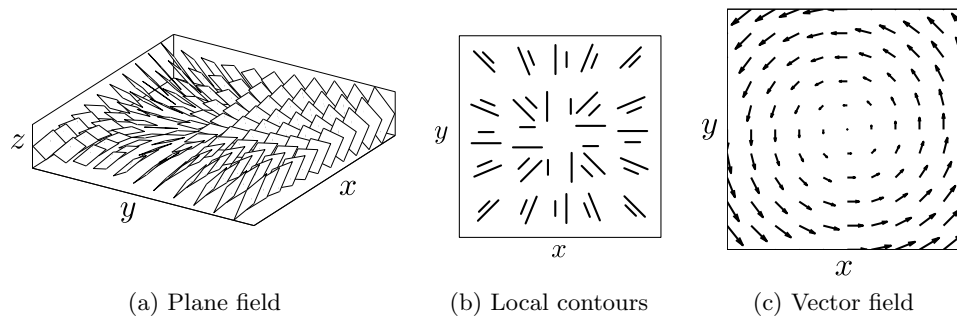 z
y
x
y
x
y
x
(a) Plane field
(b) Local contours
(c) Vector field